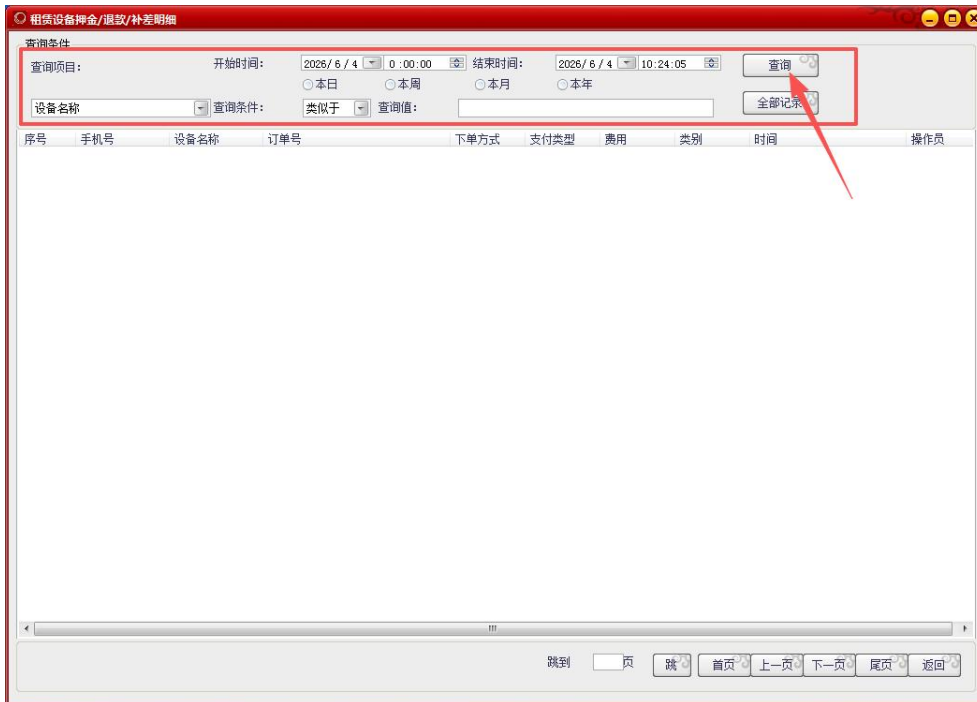 租赁设备押金/退款/补差明细
查询条件
查询项目： 开始时间： 2026/ 6 / 4 0 :00:00 结束时间： 2026/ 6 / 4 10:24:05 查询
本日 本周 本月 本年
设备名称 查询条件： 类似于 查询值： 全部记录
序号 手机号 设备名称 订单号 下单方式 支付类型 费用 类别 时间 操作员
跳到 页 跳 首页 上一页 下一页 尾页 返回